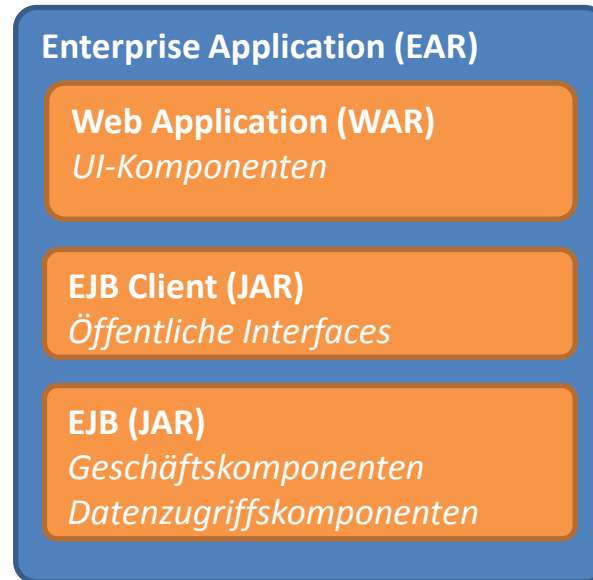 Enterprise Application (EAR)
Web Application (WAR)
UI-Komponenten
EJB Client (JAR)
Öffentliche Interfaces
EJB (JAR)
Geschäftskomponenten
Datenzugriffskomponenten